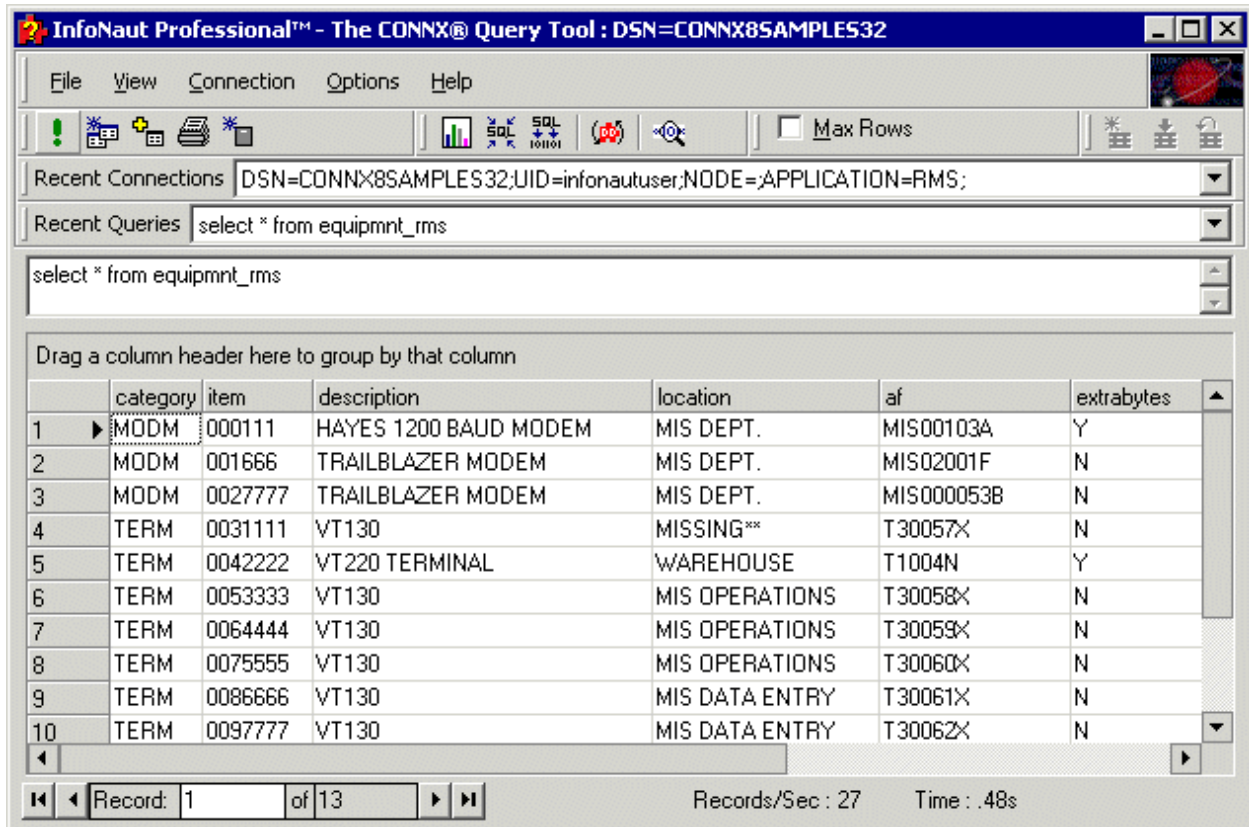 InfoNaut Professional™ - The CONNX® Query Tool : DSN=CONNX8SAMPLES32
File View Connection Options Help
SQL SQL Max Rows
Recent Connections DSN=CONNX8SAMPLES32;UID=infonautuser;NODE=;APPLICATION=RMS;
Recent Queries select * from equipmnt_rms
select * from equipmnt_rms
Drag a column header here to group by that column
category item description location af extrabytes
1 MODM 000111 HAYES 1200 BAUD MODEM MIS DEPT. MIS00103A Y
2 MODM 001666 TRAILBLAZER MODEM MIS DEPT. MIS02001F N
3 MODM 0027777 TRAILBLAZER MODEM MIS DEPT. MIS000053B N
4 TERM 0031111 VT130 MISSING** T30057X N
5 TERM 0042222 VT220 TERMINAL WAREHOUSE T1004N Y
6 TERM 0053333 VT130 MIS OPERATIONS T30058X N
7 TERM 0064444 VT130 MIS OPERATIONS T30059X N
8 TERM 0075555 VT130 MIS OPERATIONS T30060X N
9 TERM 0086666 VT130 MIS DATA ENTRY T30061X N
10 TERM 0097777 VT130 MIS DATA ENTRY T30062X N
Record: 1 of 13 Records/Sec : 27 Time : .48s